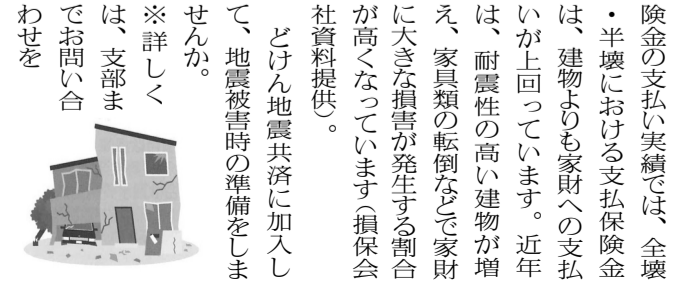 険金の支払い実績では、全壊
・半壊における支払保険金
は、建物よりも家財への支払
いが上回っています。近年
は、耐震性の高い建物が増
え、家具類の転倒などで家財
に大きな損害が発生する割合
が高くなっています（損保会
社資料提供）。
　どけん地震共済に加入し
て、地震被害時の準備をしま
せんか。
※詳しく
は、支部ま
でお問い合
わせを